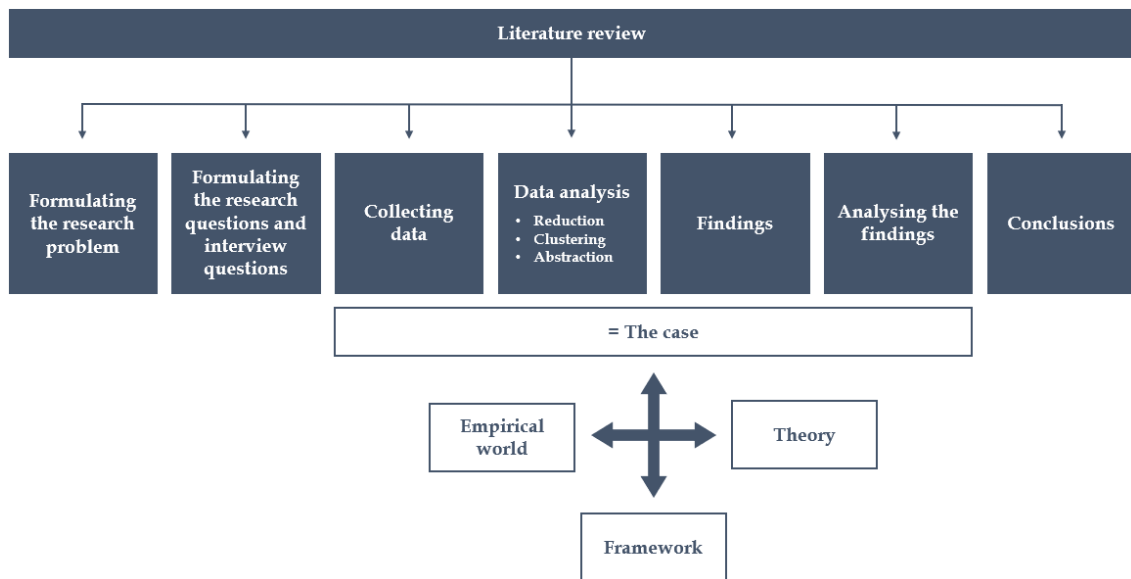 Literature review
Formulating
the research
problem
Formulating
the research
questions and
interview
questions
Collecting
data
Data analysis
• Reduction
• Clustering
• Abstraction
Findings
Analysing the
findings
Conclusions
= The case
Empirical
world
Theory
Framework